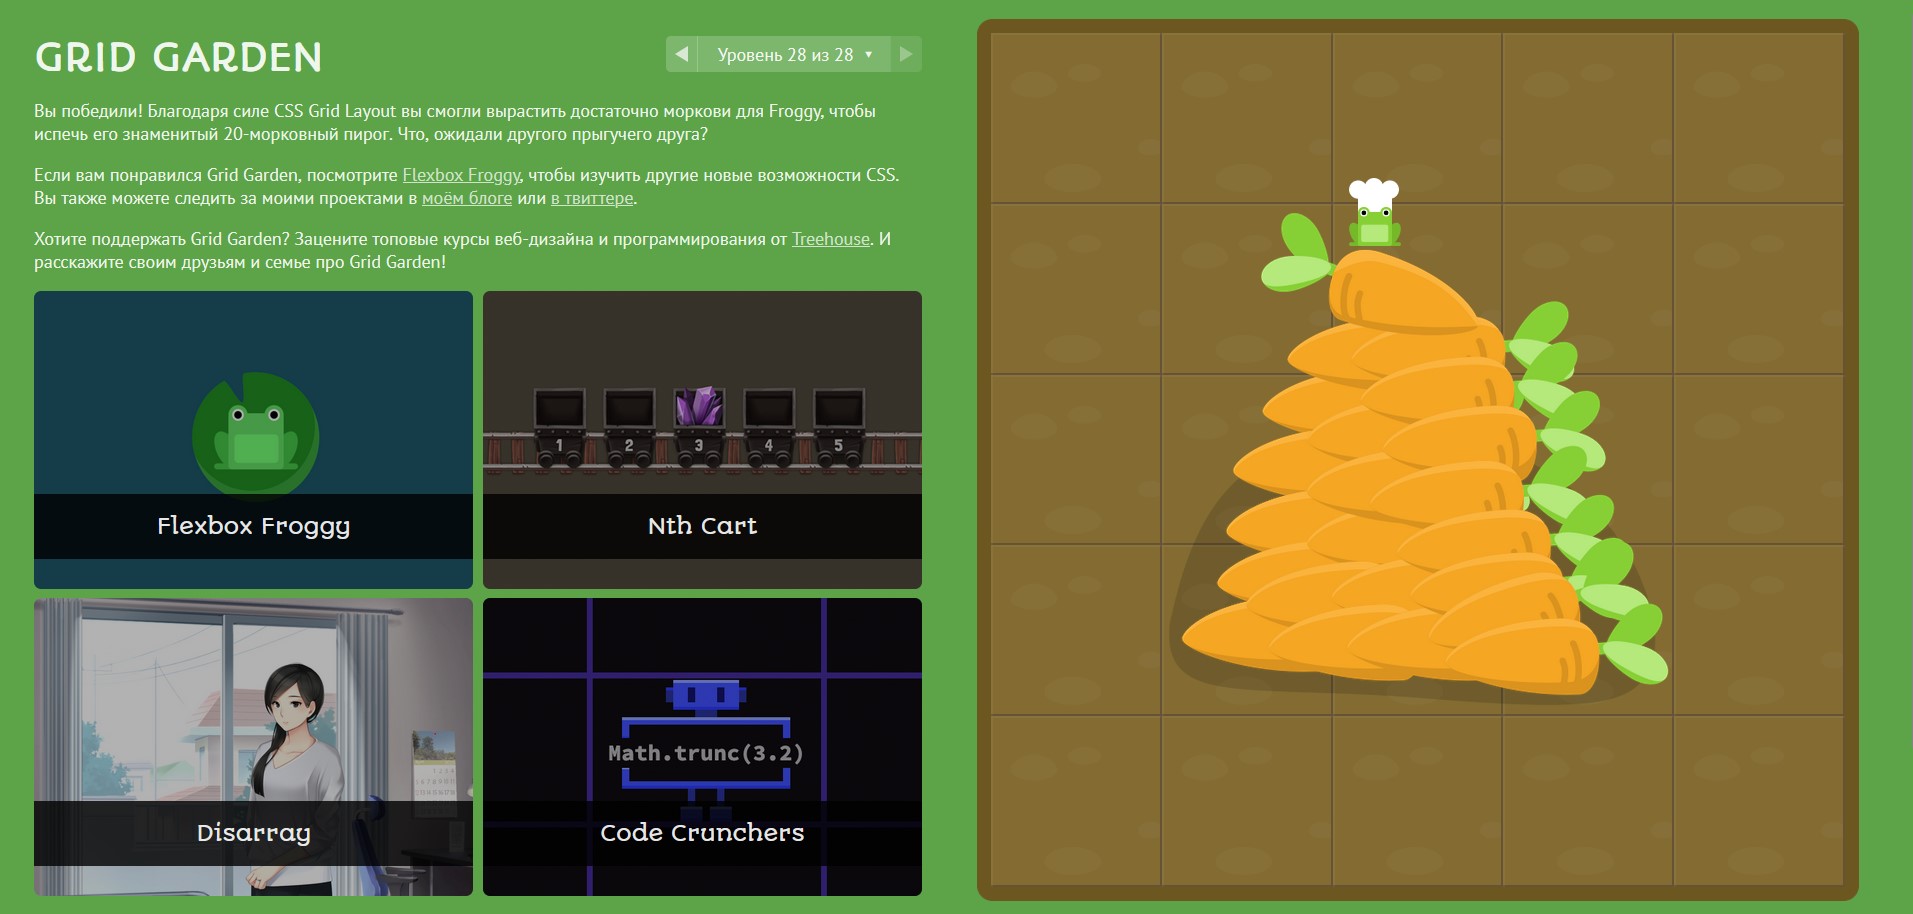 GRID GARDEN
Уровень 28 из 28
Вы победили! Благодаря силе CSS Grid Layout вы смогли вырастить достаточно моркови для Froggy, чтобы
испечь его знаменитый 20-морковный пирог. Что, ожидали другого прыгучего друга?
Если вам понравился Grid Garden, посмотрите Flexbox Froggy, чтобы изучить другие новые возможности CSS.
Вы также можете следить за моими проектами в моём блоге или в твиттере.
Хотите поддержать Grid Garden? Зацените топовые курсы веб-дизайна и программирования от Treehouse. И
расскажите своим друзьям и семье про Grid Garden!
Flexbox Froggy
1 2 3 4 5
Nth Cart
Disarray
Math.trunc(3.2)
Code Crunchers